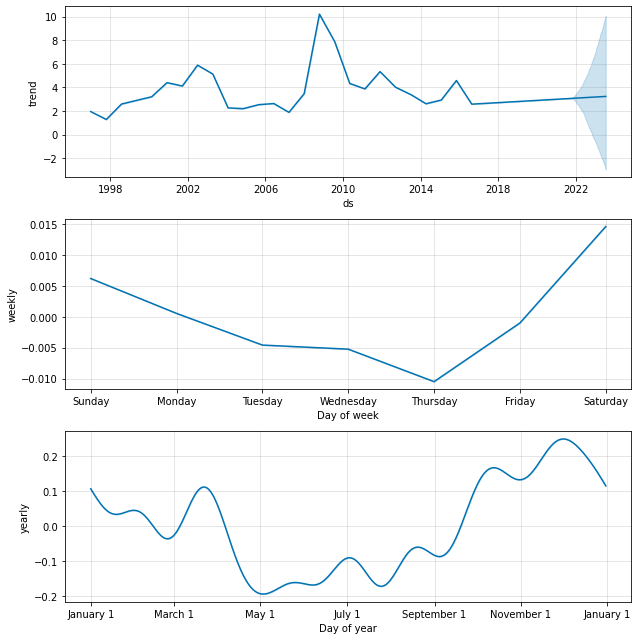 10
8
6
4
2
0
−2
trend
1998 2002 2006 2010 2014 2018 2022
ds
0.015
0.010
0.005
0.000
−0.005
−0.010
weekly
Sunday Monday Tuesday Wednesday Thursday Friday Saturday
Day of week
0.2
0.1
0.0
−0.1
−0.2
yearly
January 1 March 1 May 1 July 1 September 1 November 1 January 1
Day of year